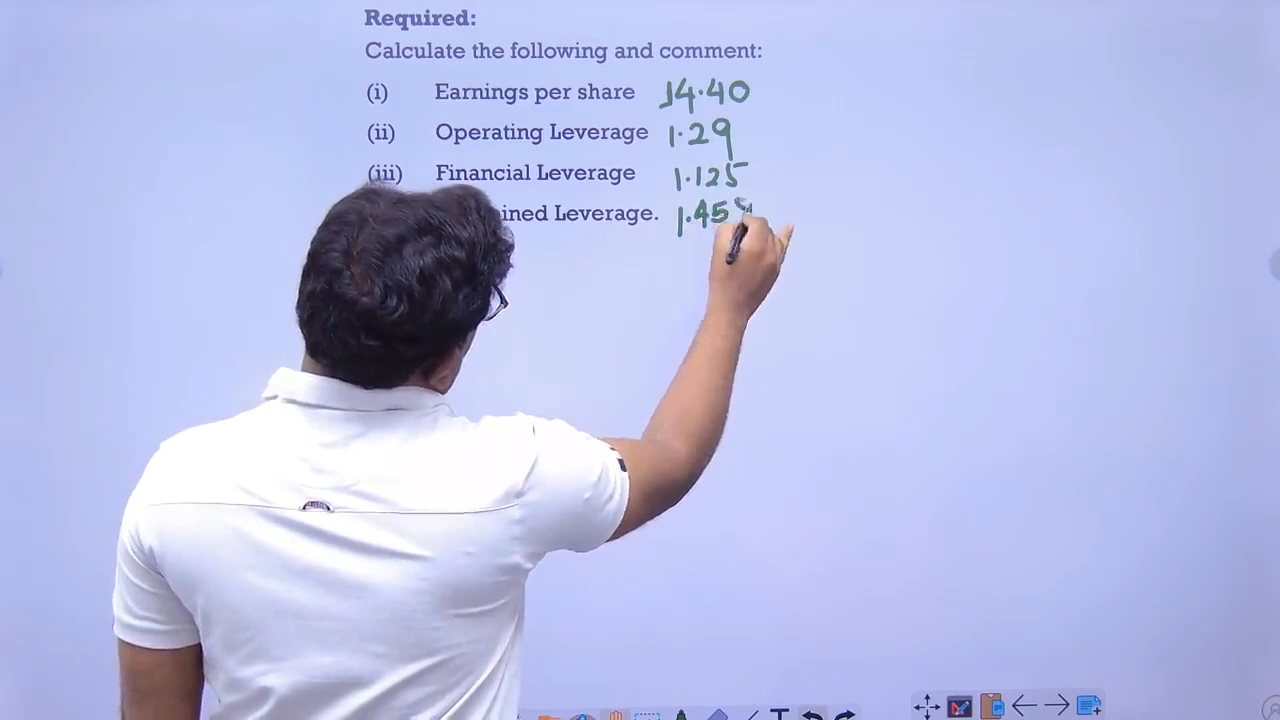 Required:
Calculate the following and comment:
(i) Earnings per share 14.40
(ii) Operating Leverage 1.29
(iii) Financial Leverage 1.125
ined Leverage. 1.45